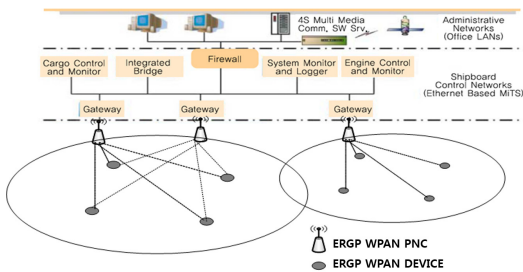 4S Multi Media
Comm, SW Srv,
Administrative
Networks
(Office LANs)
Cargo Control
and Monitor
Integrated
Bridge
Firewall
System Monitor
and Logger
Engine Control
and Monitor
Shipboard
Control Networks
(Ethernet Based MiTS)
Gateway
Gateway
Gateway
ERGP WPAN PNC
ERGP WPAN DEVICE